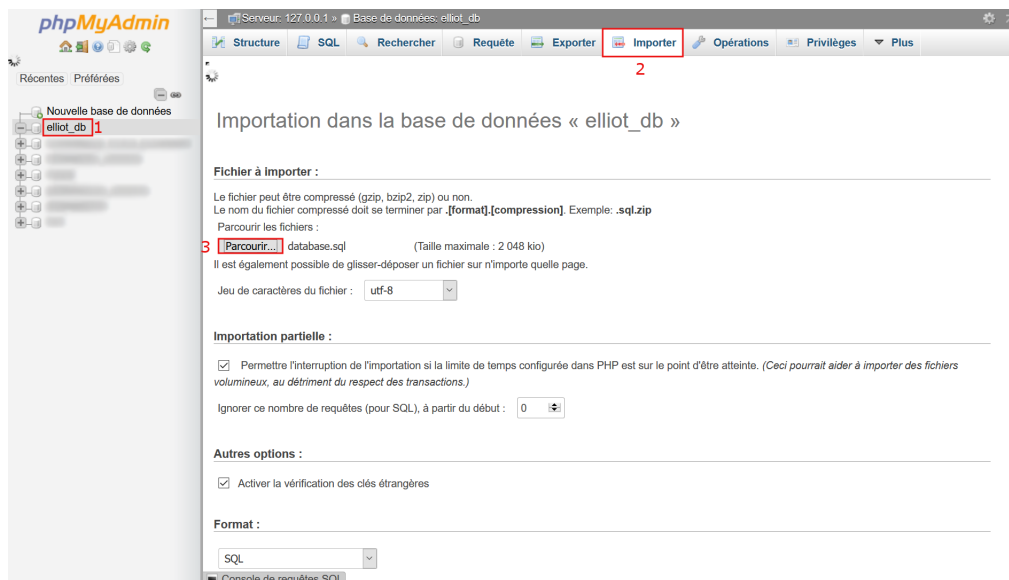 phpMyAdmin
Récentes Préférées
Nouvelle base de données
elliot_db 1
← Serveur: 127.0.0.1 » Base de données: elliot_db
Structure SQL Rechercher Requête Exporter Importer Opérations Privilèges Plus
2
Importation dans la base de données « elliot_db »
Fichier à importer :
Le fichier peut être compressé (gzip, bzip2, zip) ou non.
Le nom du fichier compressé doit se terminer par .[format].[compression]. Exemple: .sql.zip
Parcourir les fichiers :
3 Parcourir... database.sql (Taille maximale : 2 048 kio)
Il est également possible de glisser-déposer un fichier sur n'importe quelle page.
Jeu de caractères du fichier : utf-8
Importation partielle :
Permettre l'interruption de l'importation si la limite de temps configurée dans PHP est sur le point d'être atteinte. (Ceci pourrait aider à importer des fichiers
volumineux, au détriment du respect des transactions.)
Ignorer ce nombre de requêtes (pour SQL), à partir du début : 0
Autres options :
Activer la vérification des clés étrangères
Format :
SQL
Console de requêtes SQL